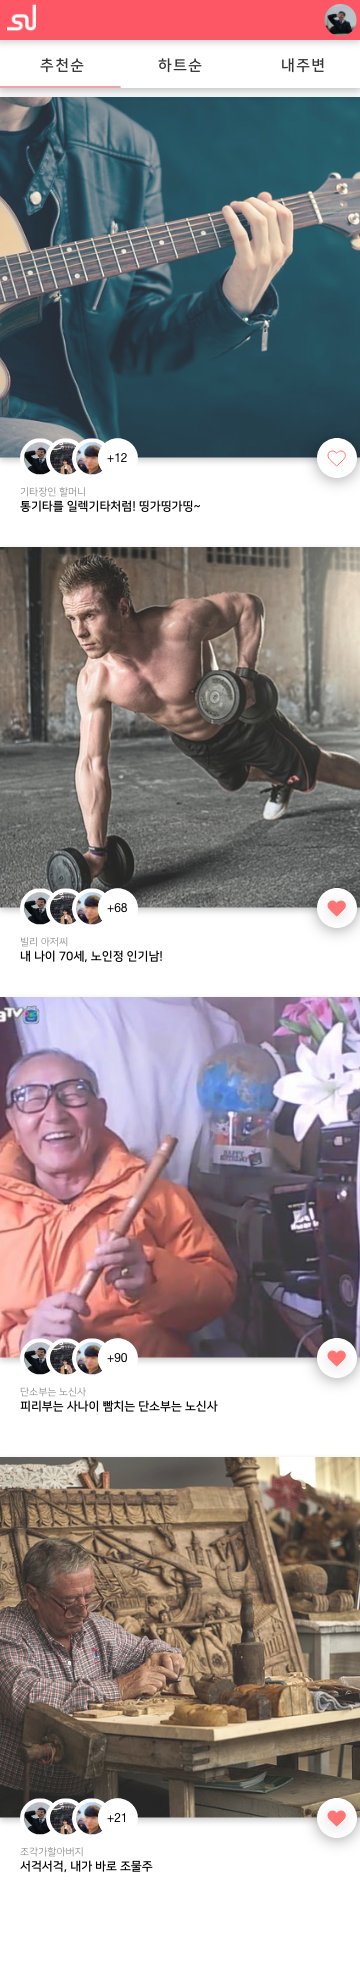 su
추천순 하트순 내주변
+12
기타장인 할머니
통기타를 일렉기타처럼! 띵가띵가띵~
+68
빌리 아저씨
내 나이 70세, 노인정 인기남!
TV
HAPPY BIRTHDAY
+90
단소부는 노신사
피리부는 사나이 뺨치는 단소부는 노신사
+21
조각가할아버지
서걱서걱, 내가 바로 조물주